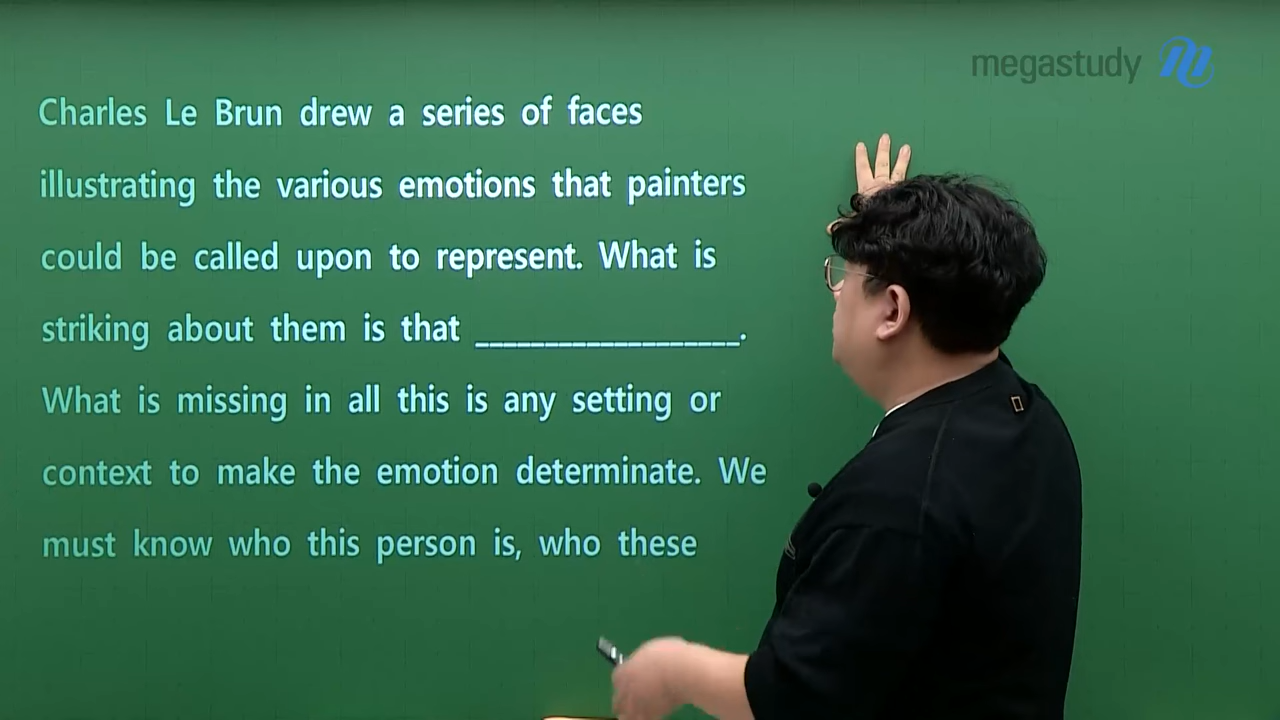 megastudy
Charles Le Brun drew a series of faces
illustrating the various emotions that painters
could be called upon to represent. What is
striking about them is that __________________.
What is missing in all this is any setting or
context to make the emotion determinate. We
must know who this person is, who these